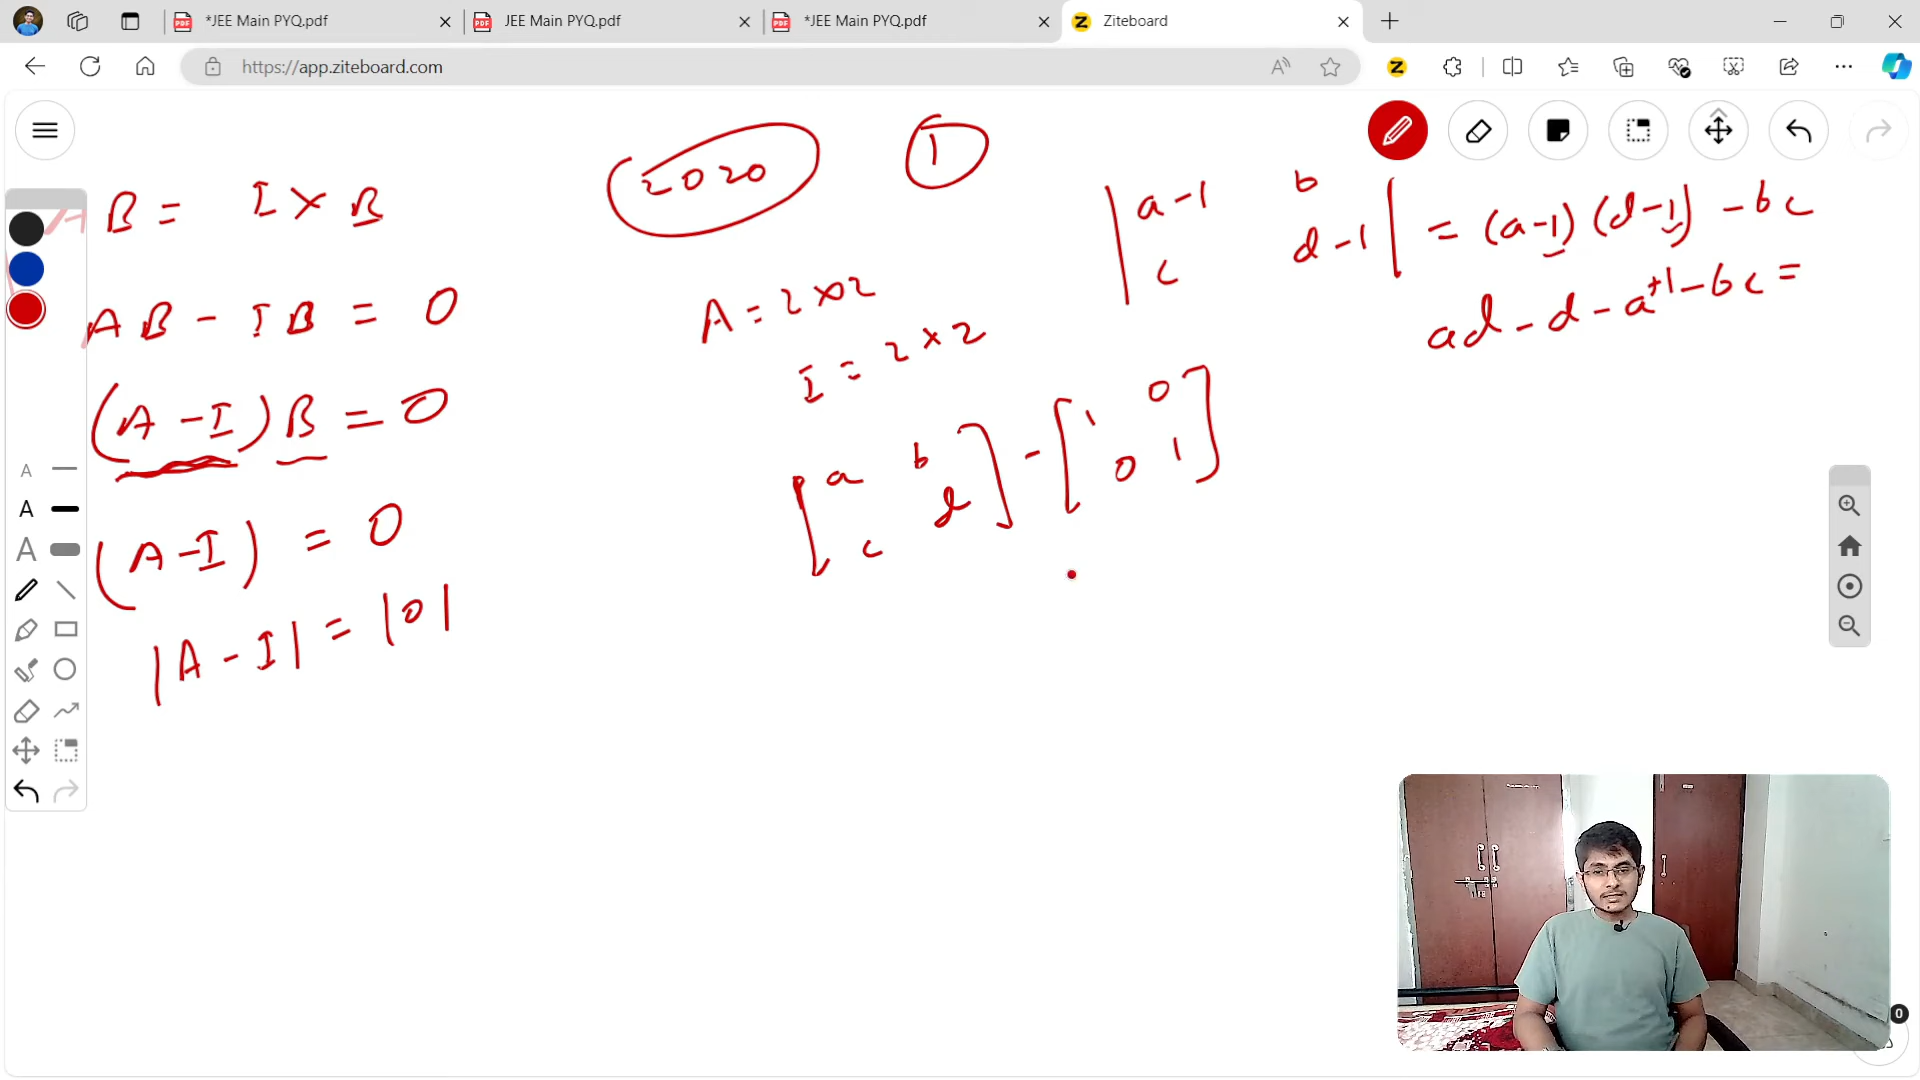 *JEE Main PYQ.pdf
JEE Main PYQ.pdf
*JEE Main PYQ.pdf
Ziteboard
https://app.ziteboard.com
AB = I × B
AB - IB = 0
(A - I) B = 0
(A - I) = 0
|A - I| = |0|
2020
1
A = 2 × 2
I = 2 × 2
[a b
c d] - [1 0
0 1]
|a-1 b
c d-1| = (a-1)(d-1) - bc
ad - d - a +1 - bc =
A
A
A
0